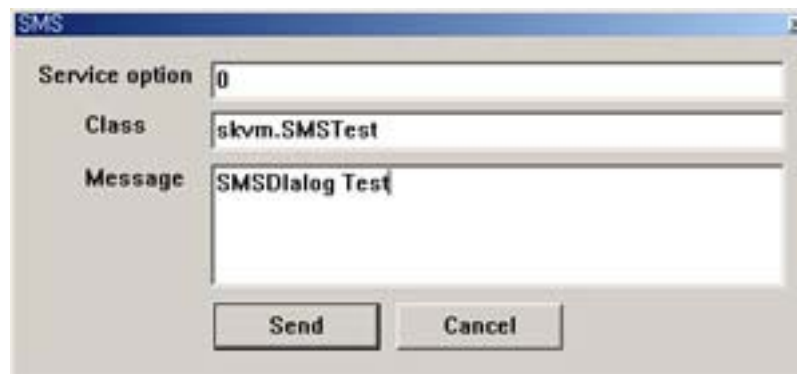 SMS
Service option 0
Class skvm.SMSTest
Message SMSDIalog Test
Send Cancel